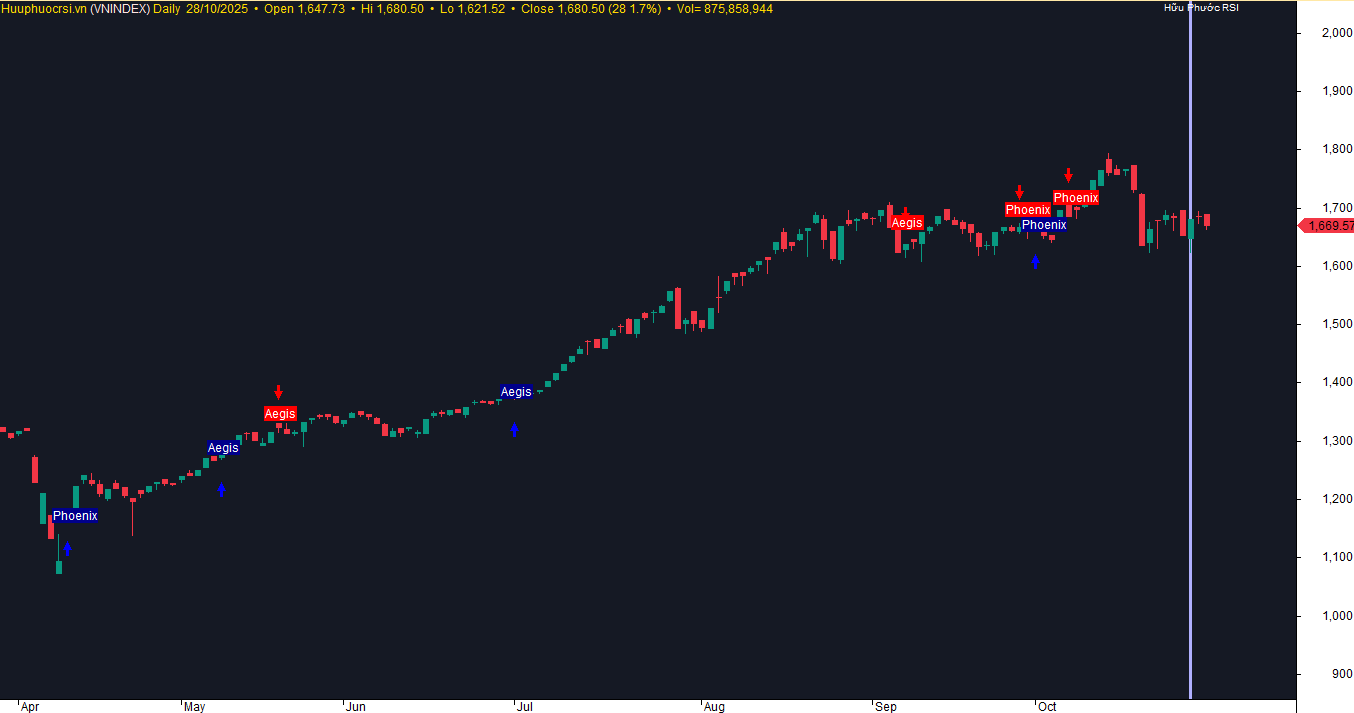 Huuphuocrsi.vn (VNINDEX) Daily 28/10/2025 • Open 1,647.73 • Hi 1,680.50 • Lo 1,621.52 • Close 1,680.50 (28 1.7%) • Vol= 875,858,944
Hữu Phước RSI
2,000
1,900
1,800
1,700
1,669.57
1,600
1,500
1,400
1,300
1,200
1,100
1,000
900
Phoenix
Aegis
Aegis
Aegis
Aegis
Phoenix
Phoenix
Phoenix
Apr
May
Jun
Jul
Aug
Sep
Oct